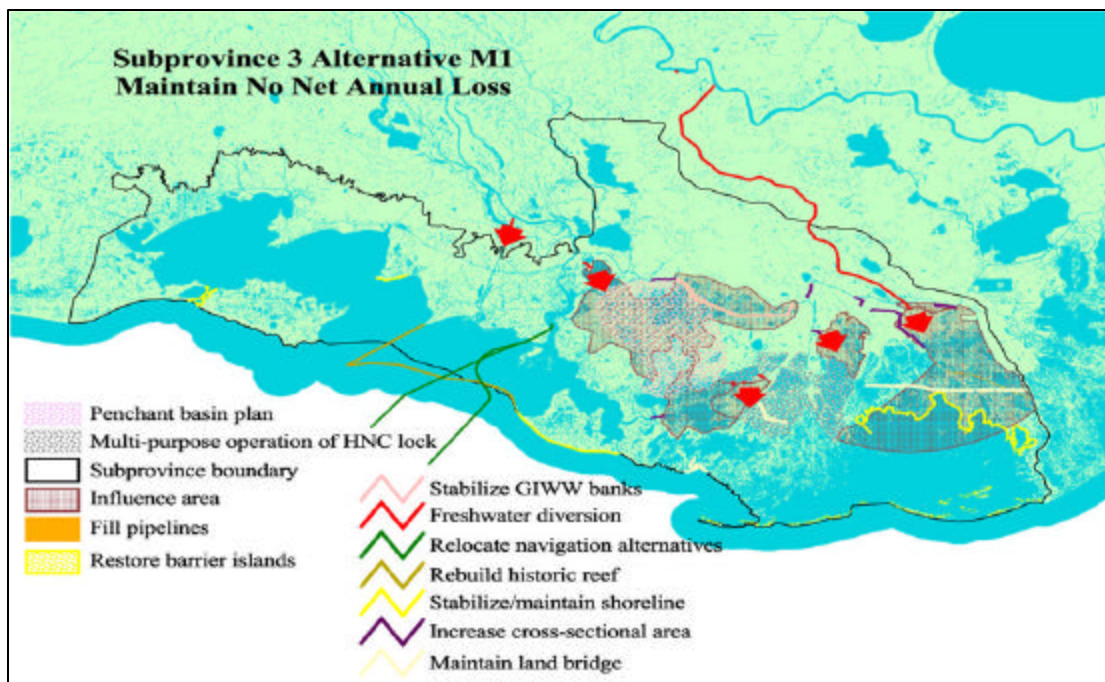 Subprovince 3 Alternative M1
Maintain No Net Annual Loss
Penchant basin plan
Multi-purpose operation of HNC lock
Subprovince boundary
Influence area
Fill pipelines
Restore barrier islands
Stabilize GIWW banks
Freshwater diversion
Relocate navigation alternatives
Rebuild historic reef
Stabilize/maintain shoreline
Increase cross-sectional area
Maintain land bridge